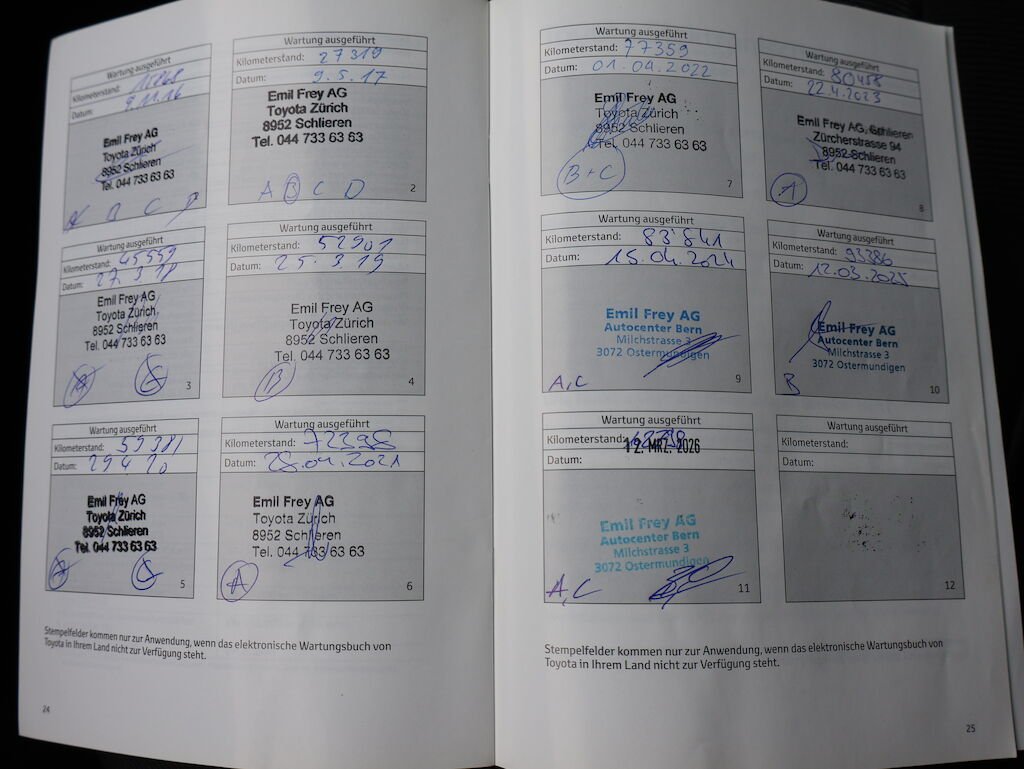 Wartung ausgeführt
Kilometerstand:
Datum: 9.11.16
Emil Frey AG
Toyota Zürich
8952 Schlieren
Tel. 044 733 63 63
A B C D
Wartung ausgeführt
Kilometerstand: 27319
Datum: 9.5.17
Emil Frey AG
Toyota Zürich
8952 Schlieren
Tel. 044 733 63 63
A B C D
2
Wartung ausgeführt
Kilometerstand: 45559
Datum: 27.3.18
Emil Frey AG
Toyota Zürich
8952 Schlieren
Tel. 044 733 63 63
3
Wartung ausgeführt
Kilometerstand: 52901
Datum: 25.3.19
Emil Frey AG
Toyota Zürich
8952 Schlieren
Tel. 044 733 63 63
B
4
Wartung ausgeführt
Kilometerstand: 59381
Datum: 29 4 20
Emil Frey AG
Toyota Zürich
8952 Schlieren
Tel. 044 733 63 63
A C
5
Wartung ausgeführt
Kilometerstand: 72398
Datum: 28.04.2021
Emil Frey AG
Toyota Zürich
8952 Schlieren
Tel. 044 733 63 63
A
6
Stempelfelder kommen nur zur Anwendung, wenn das elektronische Wartungsbuch von
Toyota in Ihrem Land nicht zur Verfügung steht.
24
Wartung ausgeführt
Kilometerstand: 77359
Datum: 01.04.2022
Emil Frey AG
Toyota Zürich
8952 Schlieren
Tel. 044 733 63 63
B + C
7
Wartung ausgeführt
Kilometerstand: 80458
Datum: 22.4.2023
Emil Frey AG, Schlieren
Zürcherstrasse 94
8952 Schlieren
Tel. 044 733 63 63
A
8
Wartung ausgeführt
Kilometerstand: 83'841
Datum: 15.04.2024
Emil Frey AG
Autocenter Bern
Milchstrasse 3
3072 Ostermundigen
A, C
9
Wartung ausgeführt
Kilometerstand: 93386
Datum: 12.03.2025
Emil Frey AG
Autocenter Bern
Milchstrasse 3
3072 Ostermundigen
B
10
Wartung ausgeführt
Kilometerstand:
12. MRZ. 2026
Datum:
Emil Frey AG
Autocenter Bern
Milchstrasse 3
3072 Ostermundigen
A, C
11
Wartung ausgeführt
Kilometerstand:
Datum:
12
Stempelfelder kommen nur zur Anwendung, wenn das elektronische Wartungsbuch von
Toyota in Ihrem Land nicht zur Verfügung steht.
25